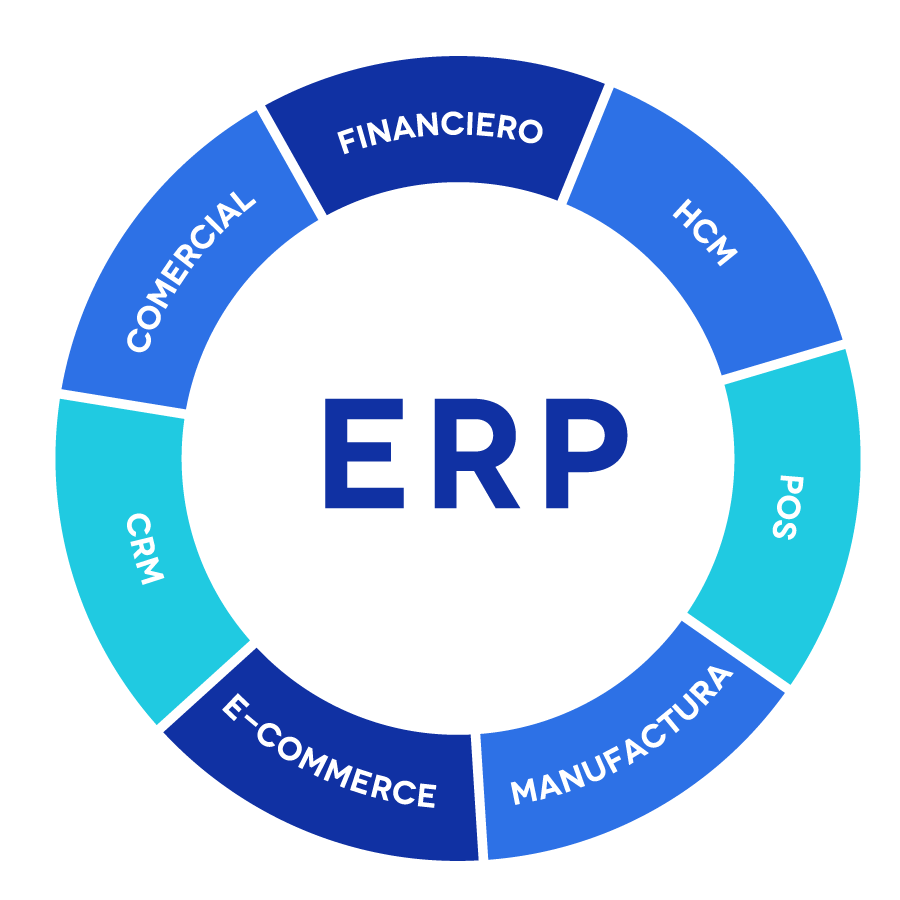 FINANCIERO
HCM
POS
MANUFACTURA
E-COMMERCE
CRM
COMERCIAL
ERP